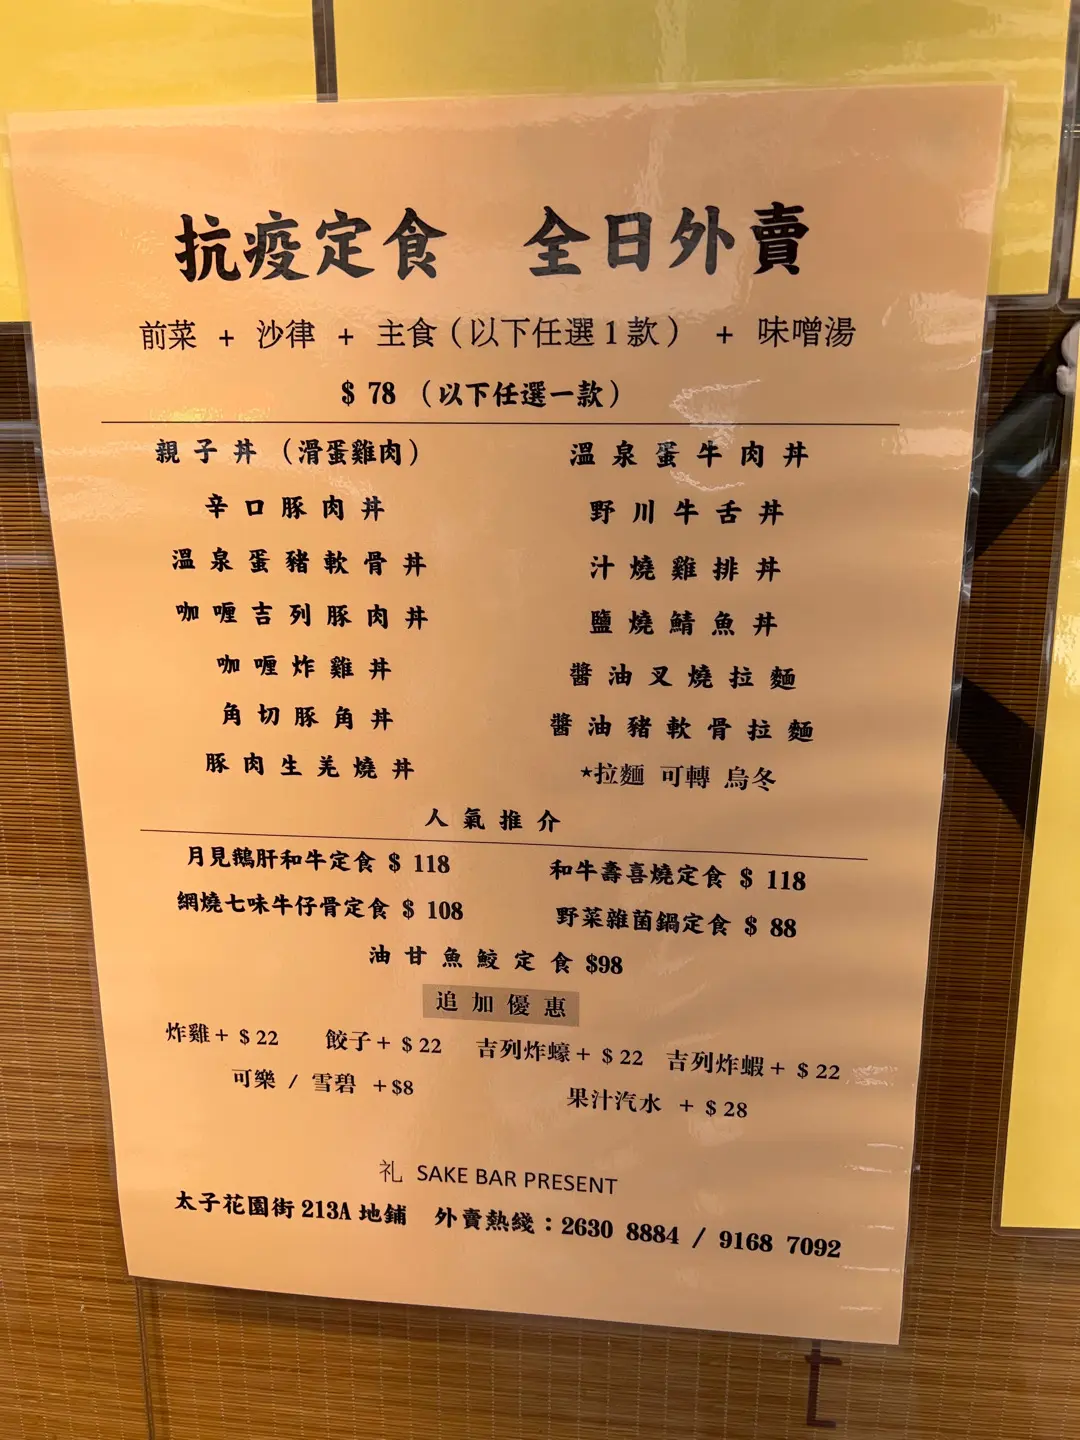 抗疫定食 全日外賣
前菜 + 沙律 + 主食(以下任選1款) + 味噌湯
$ 78 (以下任選一款)
親子丼 (滑蛋雞肉) 溫泉蛋牛肉丼
辛口豚肉丼 野川牛舌丼
溫泉蛋豬軟骨丼 汁燒雞排丼
咖喱吉列豚肉丼 鹽燒鯖魚丼
咖喱炸雞丼 醬油叉燒拉麵
角切豚角丼 醬油豬軟骨拉麵
豚肉生羌燒丼 *拉麵 可轉 烏冬
人氣推介
月見鵝肝和牛定食 $ 118 和牛壽喜燒定食 $ 118
網燒七味牛仔骨定食 $ 108 野菜雜菌鍋定食 $ 88
油甘魚鮫定食 $98
追加優惠
炸雞+ $ 22 餃子+ $ 22 吉列炸蠔+ $ 22 吉列炸蝦+ $ 22
可樂 / 雪碧 +$8 果汁汽水 + $ 28
礼 SAKE BAR PRESENT
太子花園街 213A 地鋪 外賣熱綫:2630 8884 / 9168 7092